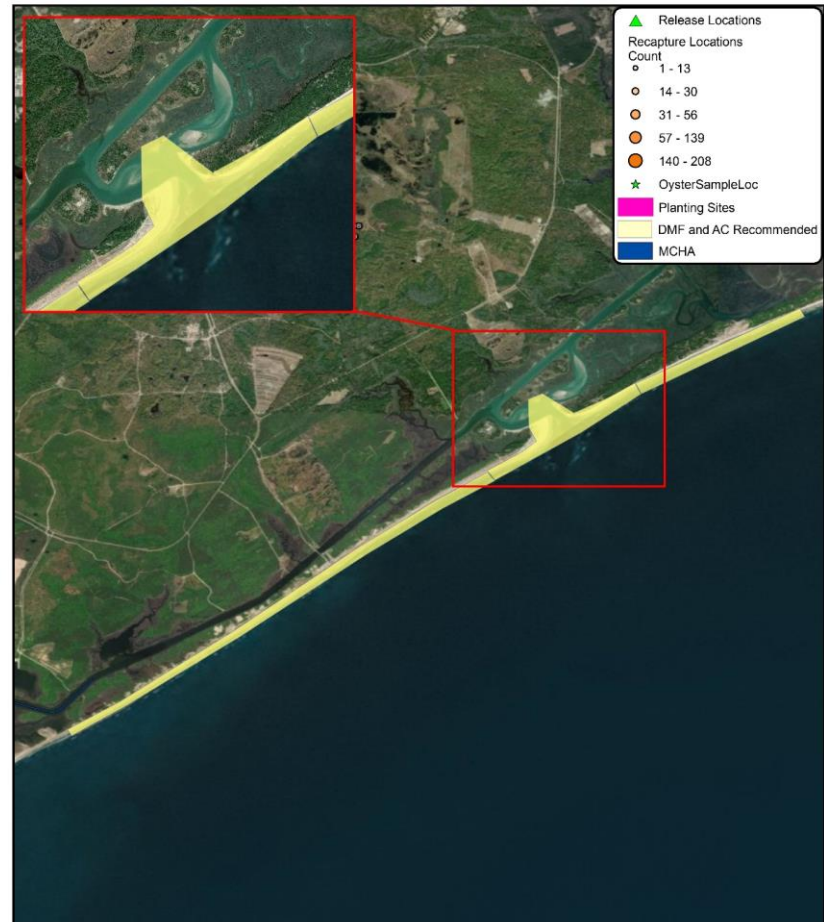 Release Locations
Recapture Locations
Count
1 - 13
14 - 30
31 - 56
57 - 139
140 - 208
OysterSampleLoc
Planting Sites
DMF and AC Recommended
MCHA